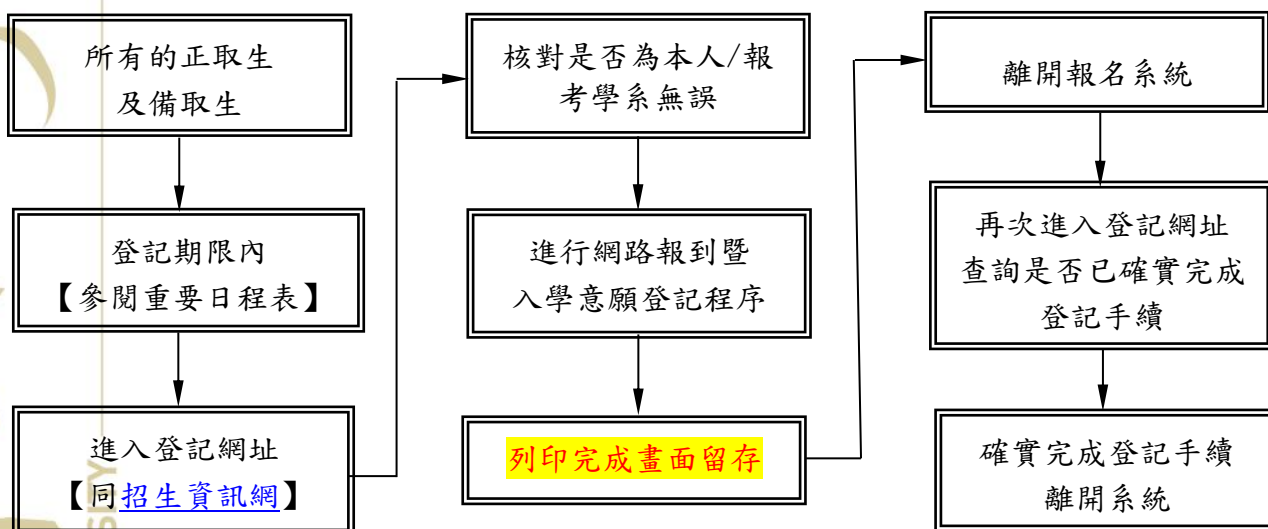 所有的正取生
及備取生
登記期限內
【參閱重要日程表】
進入登記網址
【同招生資訊網】
核對是否為本人/報
考學系無誤
進行網路報到暨
入學意願登記程序
列印完成畫面留存
離開報名系統
再次進入登記網址
查詢是否已確實完成
登記手續
確實完成登記手續
離開系統